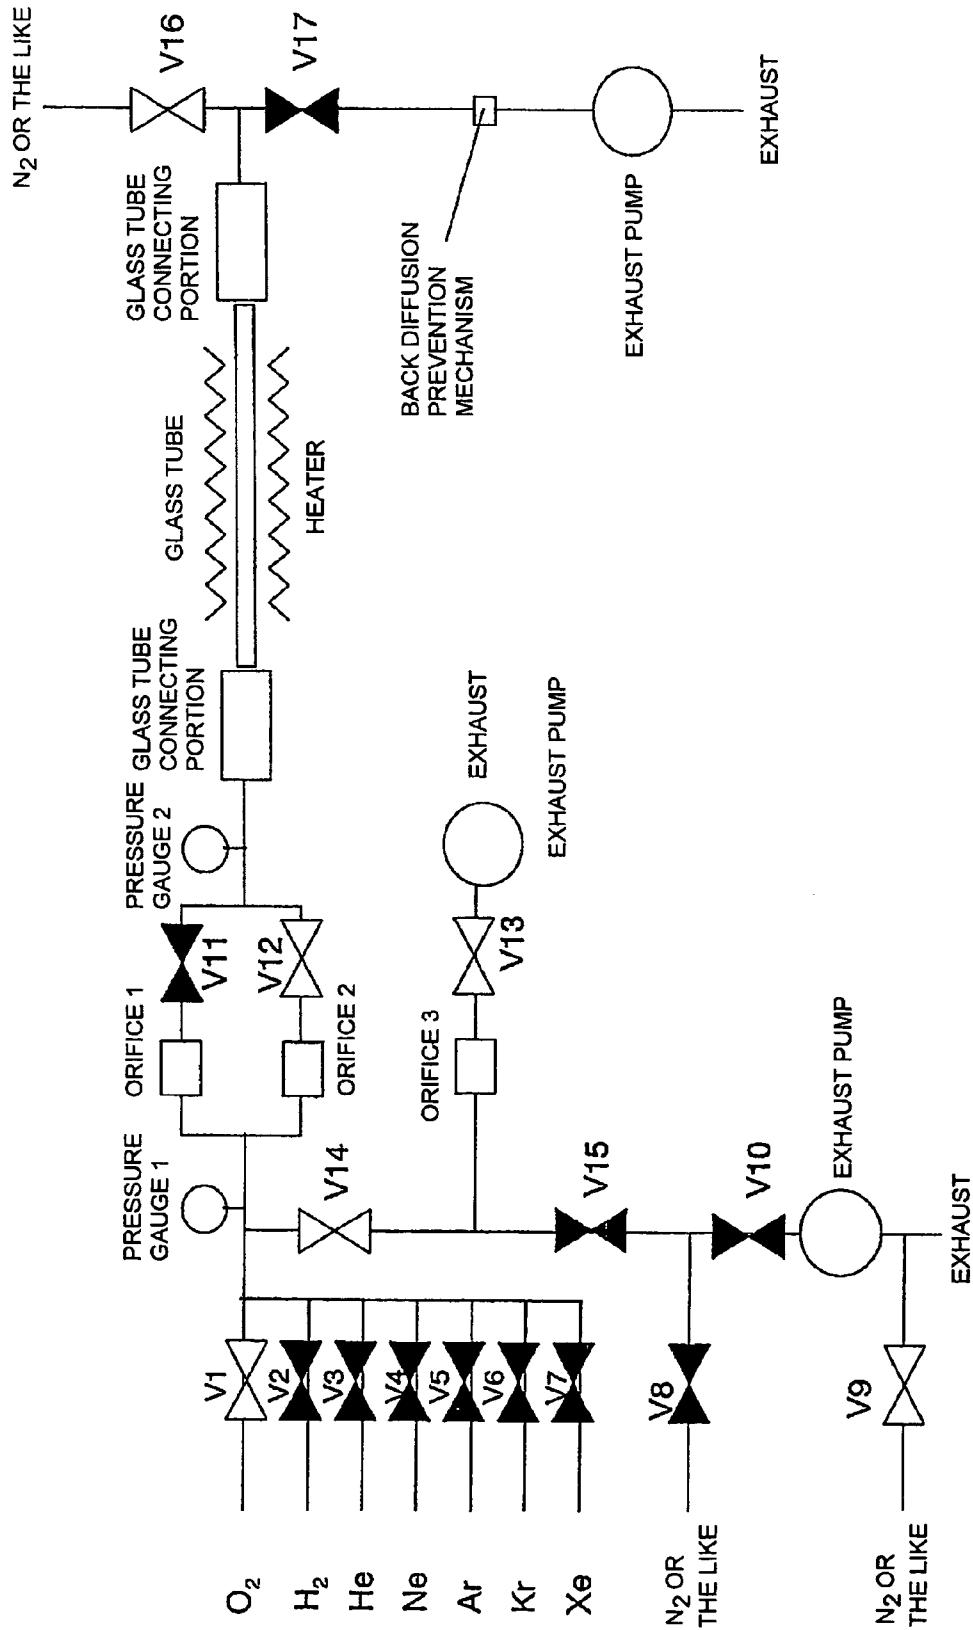 N₂ OR THE LIKE
V16
V17
GLASS TUBE
CONNECTING
PORTION
BACK DIFFUSION
PREVENTION
MECHANISM
EXHAUST PUMP
EXHAUST
GLASS TUBE
HEATER
GLASS TUBE
CONNECTING
PORTION
PRESSURE
GAUGE 2
EXHAUST
EXHAUST PUMP
V11
V12
V13
ORIFICE 1
ORIFICE 2
ORIFICE 3
PRESSURE
GAUGE 1
V14
V15
V10
EXHAUST PUMP
EXHAUST
V1
V2
V3
V4
V5
V6
V7
V8
V9
O₂
H₂
He
Ne
Ar
Kr
Xe
N₂ OR
THE LIKE
N₂ OR
THE LIKE